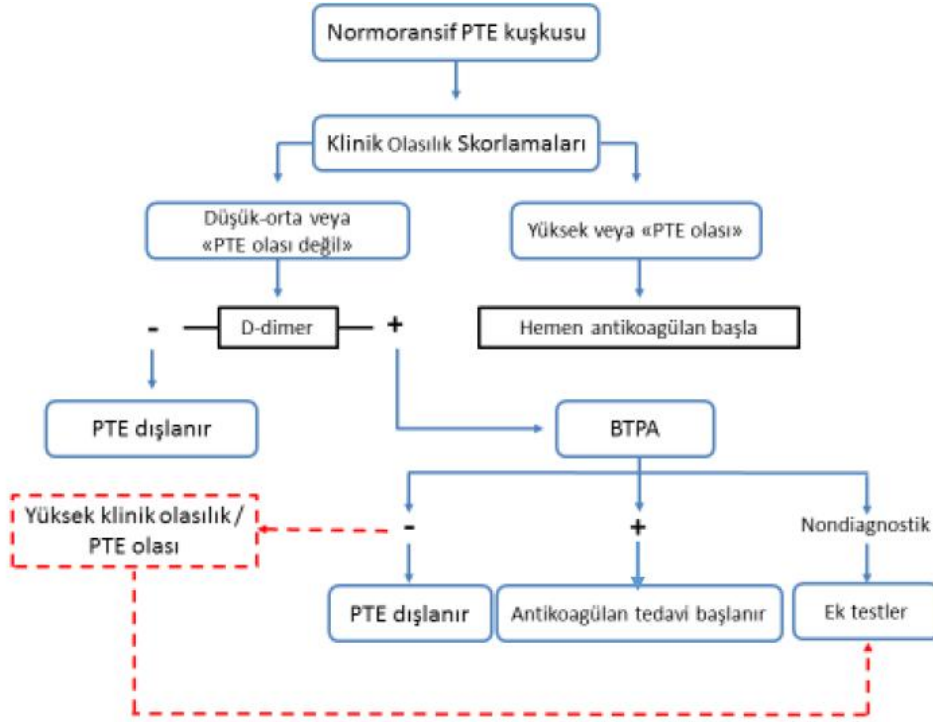 Normoransif PTE kuşkusu
Klinik Olasılık Skorlamaları
Düşük-orta veya
«PTE olası değil»
Yüksek veya «PTE olası»
- D-dimer +
Hemen antikoagülan başla
PTE dışlanır
BTPA
Yüksek klinik olasılık /
PTE olası
-
+
Nondiagnostik
PTE dışlanır
Antikoagülan tedavi başlanır
Ek testler